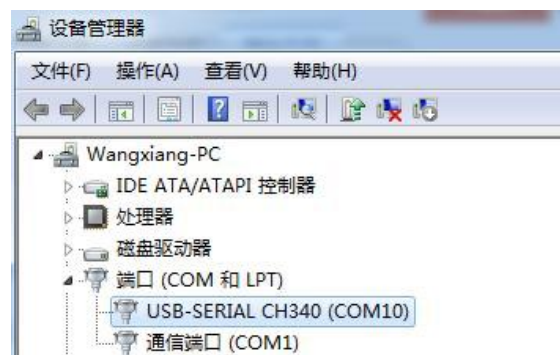 设备管理器
文件(F) 操作(A) 查看(V) 帮助(H)
Wangxiang-PC
IDE ATA/ATAPI 控制器
处理器
磁盘驱动器
端口 (COM 和 LPT)
USB-SERIAL CH340 (COM10)
通信端口 (COM1)